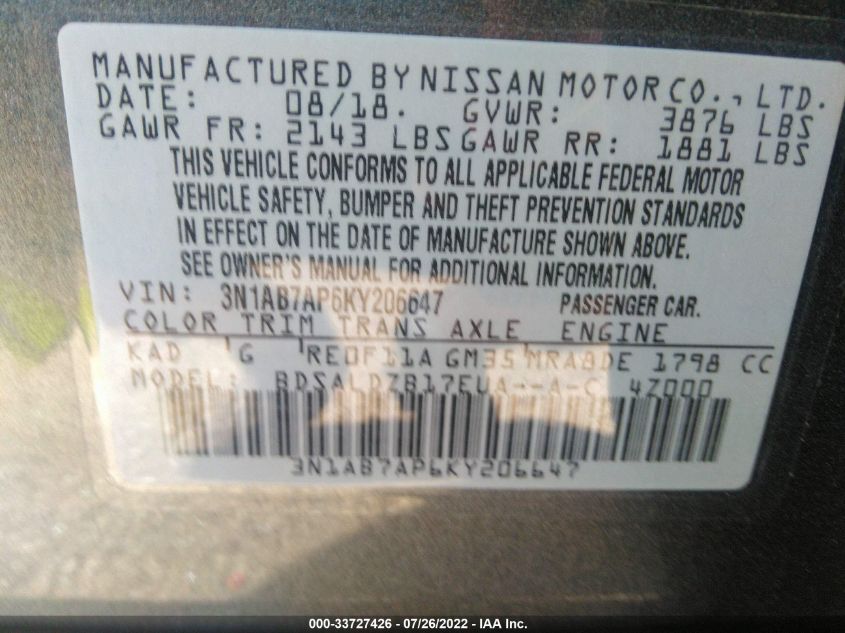 MANUFACTURED BY NISSAN MOTOR CO., LTD.
DATE: 08/18. GVWR: 3876 LBS
GAWR FR: 2143 LBS GAWR RR: 1881 LBS
THIS VEHICLE CONFORMS TO ALL APPLICABLE FEDERAL MOTOR
VEHICLE SAFETY, BUMPER AND THEFT PREVENTION STANDARDS
IN EFFECT ON THE DATE OF MANUFACTURE SHOWN ABOVE.
SEE OWNER'S MANUAL FOR ADDITIONAL INFORMATION.
VIN: 3N1AB7AP6KY206647 PASSENGER CAR.
COLOR TRIM TRANS AXLE ENGINE
KAD G RE0F11A GM35 MRA8DE 1798 CC
MODEL: BDSALDZB17EUA--A-C 4Z000
3N1AB7AP6KY206647
000-33727426 - 07/26/2022 - IAA Inc.